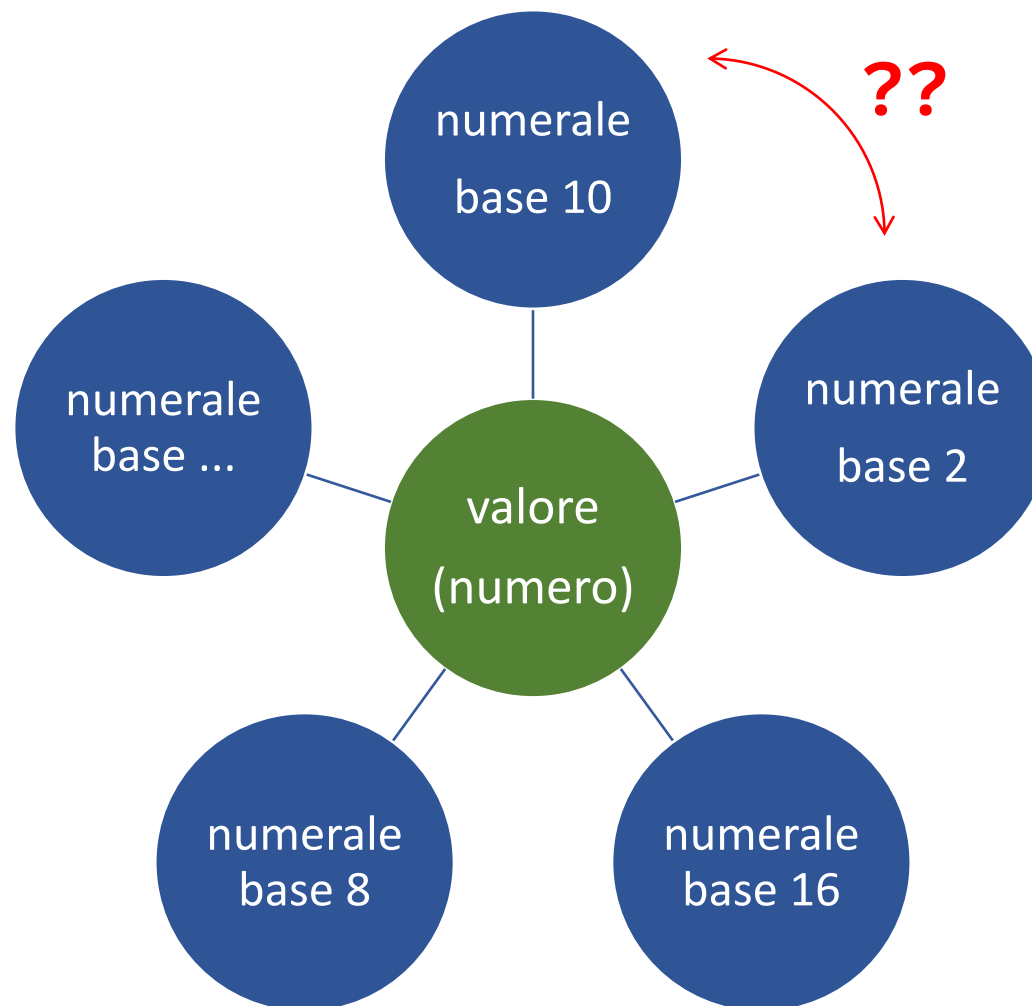 numerale
base 10
??
numerale
base ...
numerale
base 2
valore
(numero)
numerale
base 8
numerale
base 16